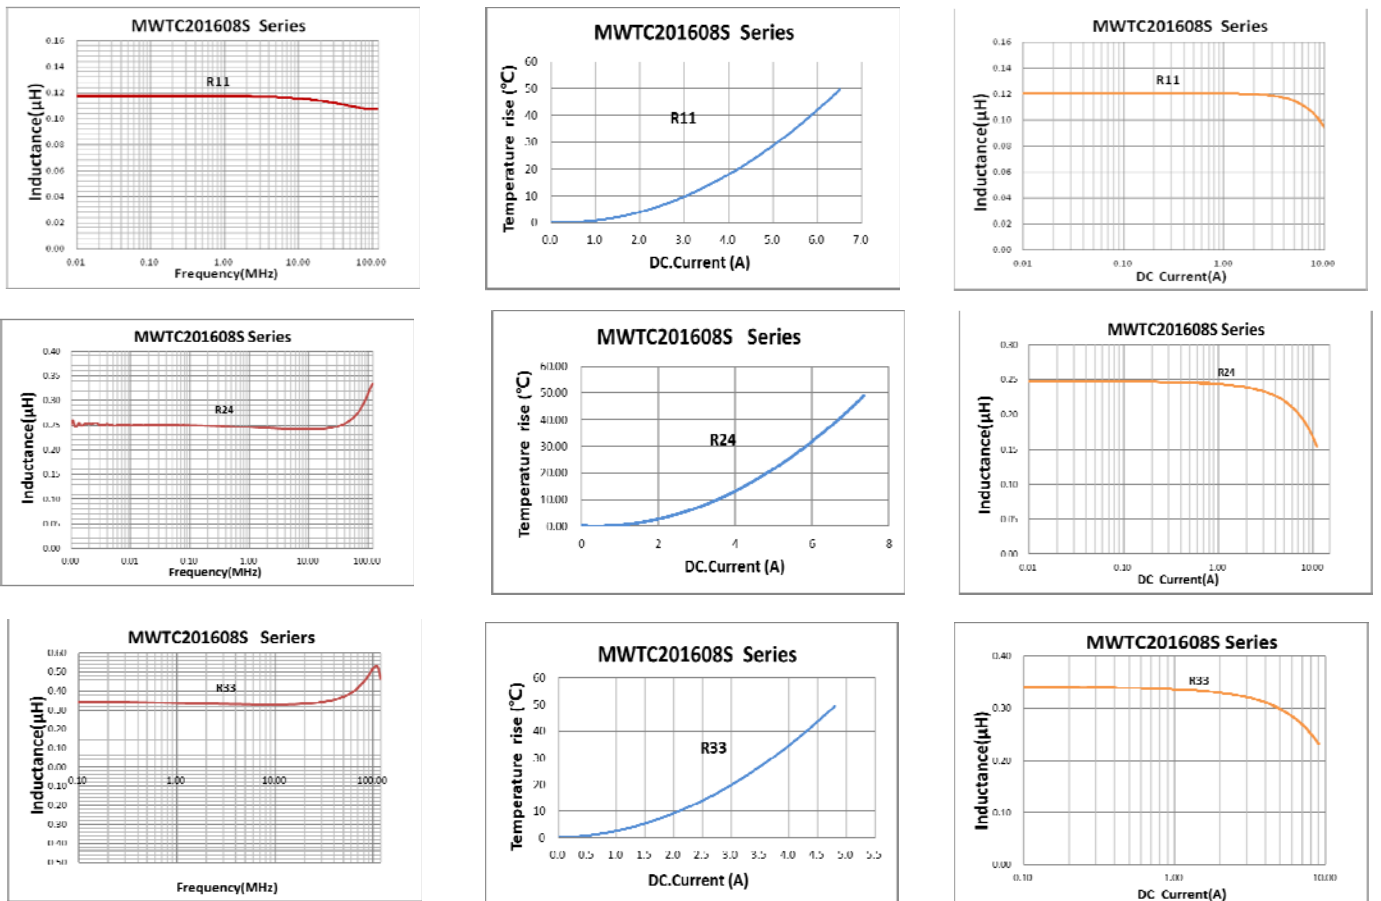 MWTC201608S Series
0.16
0.14
0.12
0.10
0.08
0.06
0.04
0.02
0.00
Inductance(μH)
R11
0.01 0.10 1.00 10.00 100.00
Frequency(MHz)
MWTC201608S Series
60
50
40
30
20
10
0
Temperature rise (℃)
R11
0.0 1.0 2.0 3.0 4.0 5.0 6.0 7.0
DC.Current (A)
MWTC201608S Series
0.16
0.14
0.12
0.10
0.08
0.06
0.04
0.02
0.00
Inductance(μH)
R11
0.01 0.10 1.00 10.00
DC Current(A)
MWTC201608S Series
0.40
0.35
0.30
0.25
0.20
0.15
0.10
0.05
0.00
Inductance(μH)
R24
0.00 0.01 0.10 1.00 10.00 100.00
Frequency(MHz)
MWTC201608S Series
60.00
50.00
40.00
30.00
20.00
10.00
0.00
Temperature rise (℃)
R24
0 2 4 6 8
DC.Current (A)
MWTC201608S Series
0.30
0.25
0.20
0.15
0.10
0.05
0.00
Inductance(μH)
R24
0.01 0.10 1.00 10.00
DC Current(A)
MWTC201608S Seriers
0.60
0.50
0.40
0.30
0.20
0.10
0.00
0.10
0.20
0.30
0.40
0.50
Inductance(μH)
R33
0.10 1.00 10.00 100.00
Frequency(MHz)
MWTC201608S Series
60
50
40
30
20
10
0
Temperature rise (℃)
R33
0.0 0.5 1.0 1.5 2.0 2.5 3.0 3.5 4.0 4.5 5.0 5.5
DC.Current (A)
MWTC201608S Series
0.40
0.30
0.20
0.10
0.00
Inductance(μH)
R33
0.10 1.00 10.00
DC Current(A)